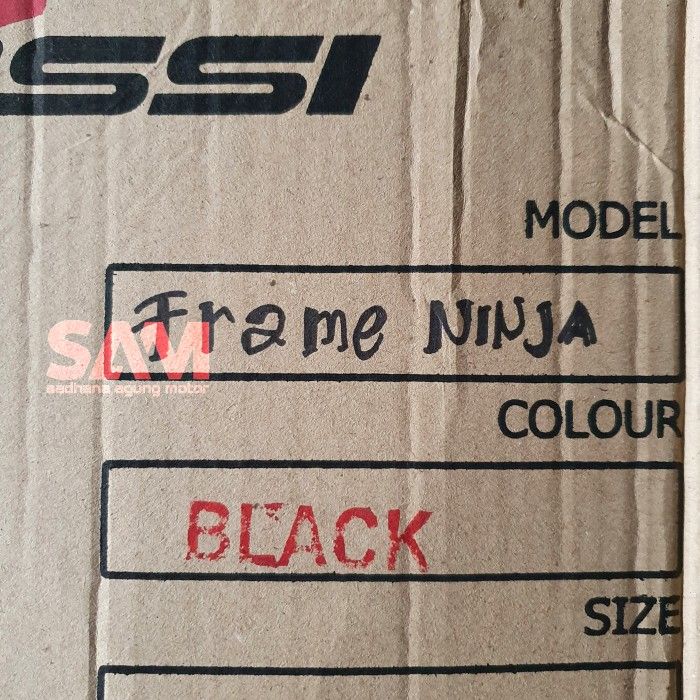 SSI
MODEL
Frame NINJA
SAM
sadhana agung motor
COLOUR
BLACK
SIZE